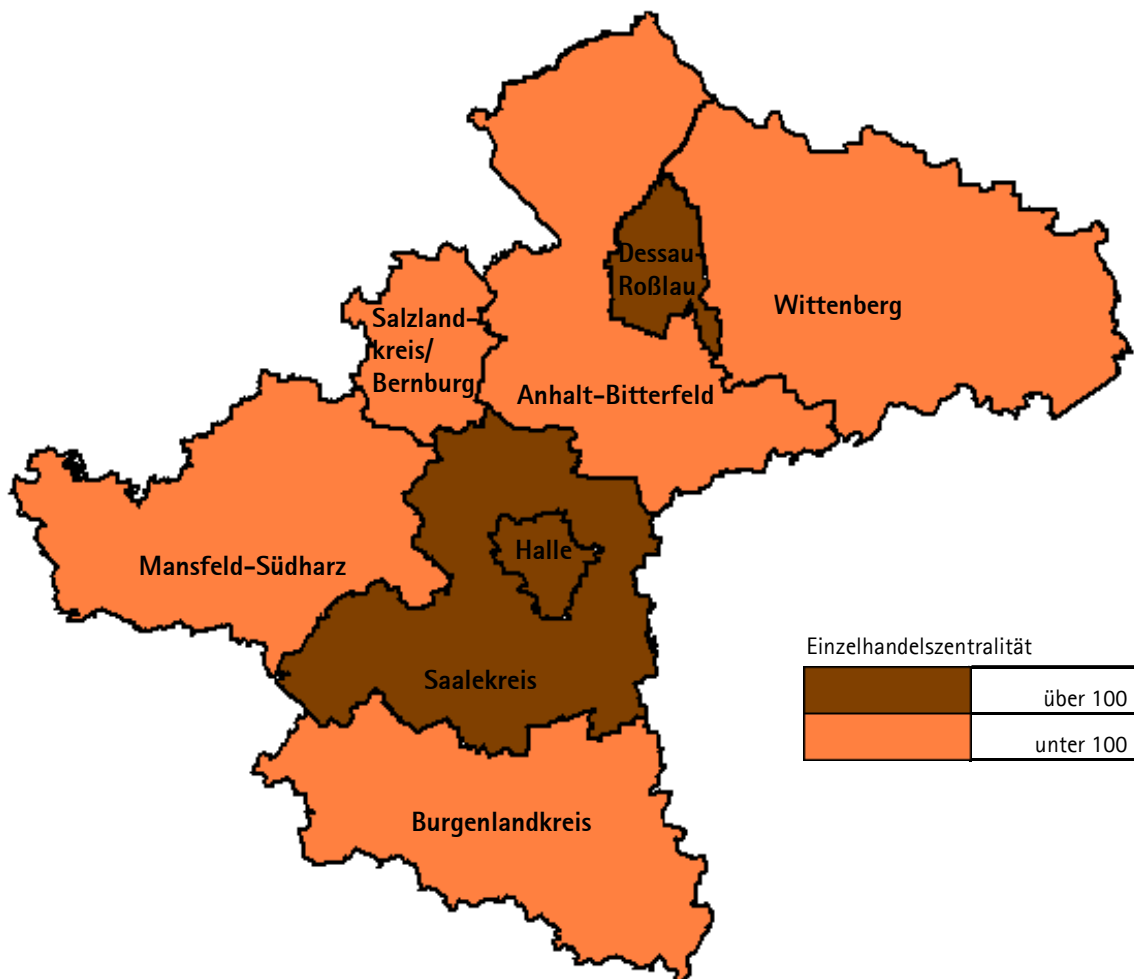 Dessau-
Roßlau
Wittenberg
Salzland-
kreis/
Bernburg
Anhalt-Bitterfeld
Halle
Mansfeld-Südharz
Saalekreis
Burgenlandkreis
Einzelhandelszentralität
über 100
unter 100